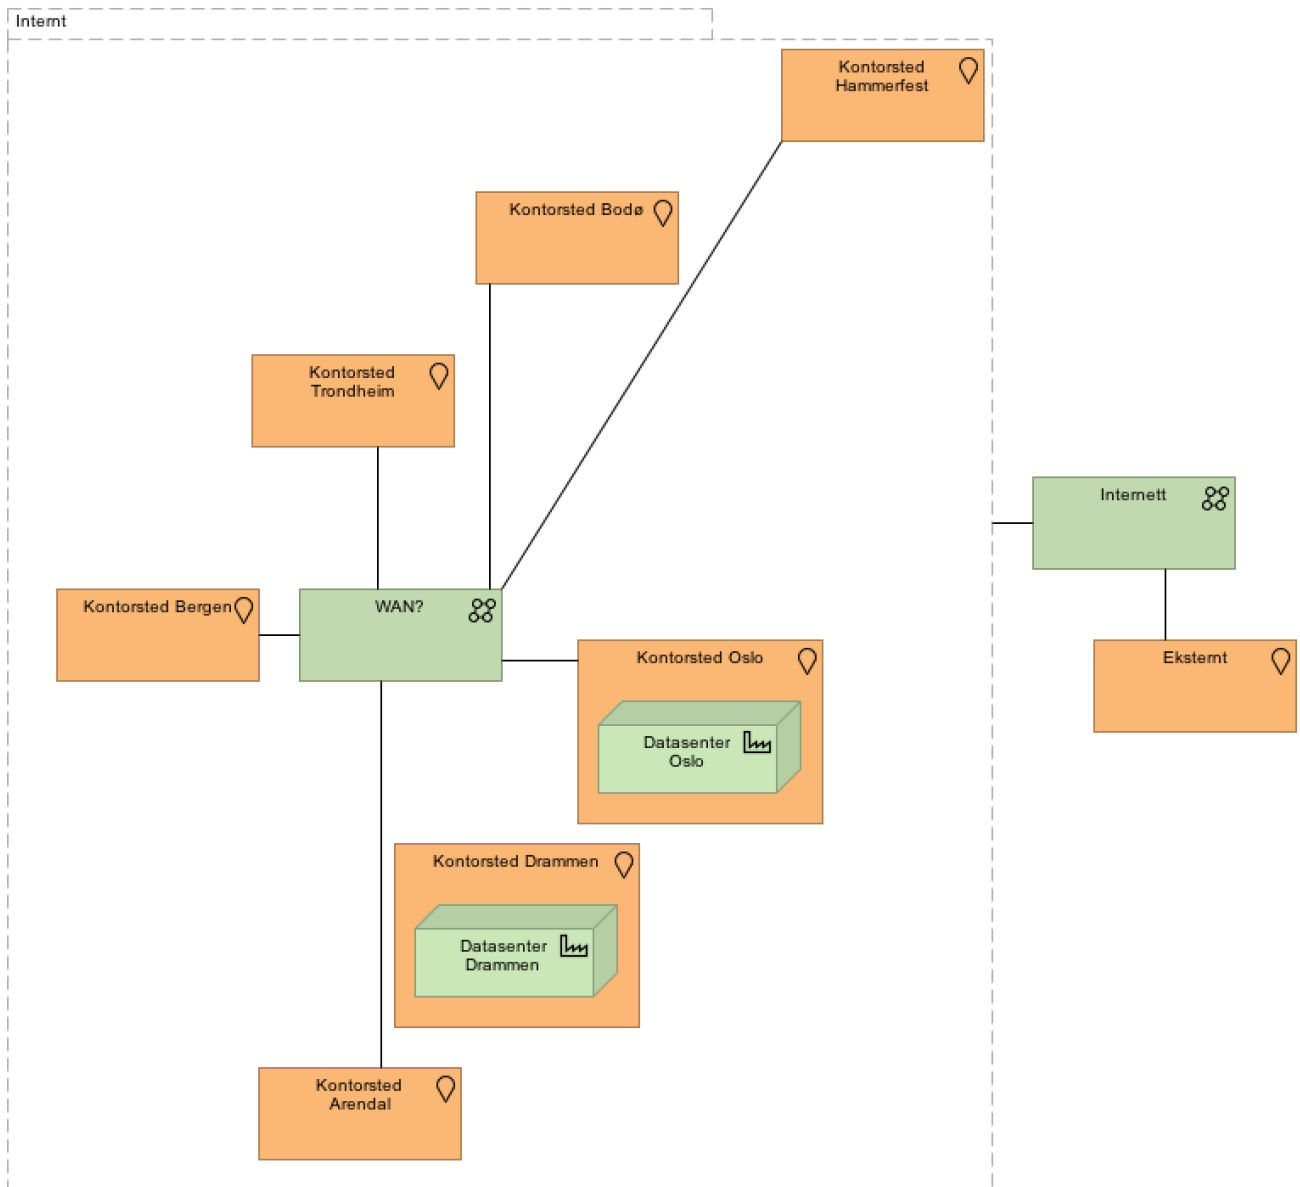 Internt
Kontorsted
Hammerfest
Kontorsted Bodø
Kontorsted
Trondheim
Internett
Kontorsted Bergen
WAN?
Kontorsted Oslo
Eksternt
Datasenter
Oslo
Kontorsted Drammen
Datasenter
Drammen
Kontorsted
Arendal